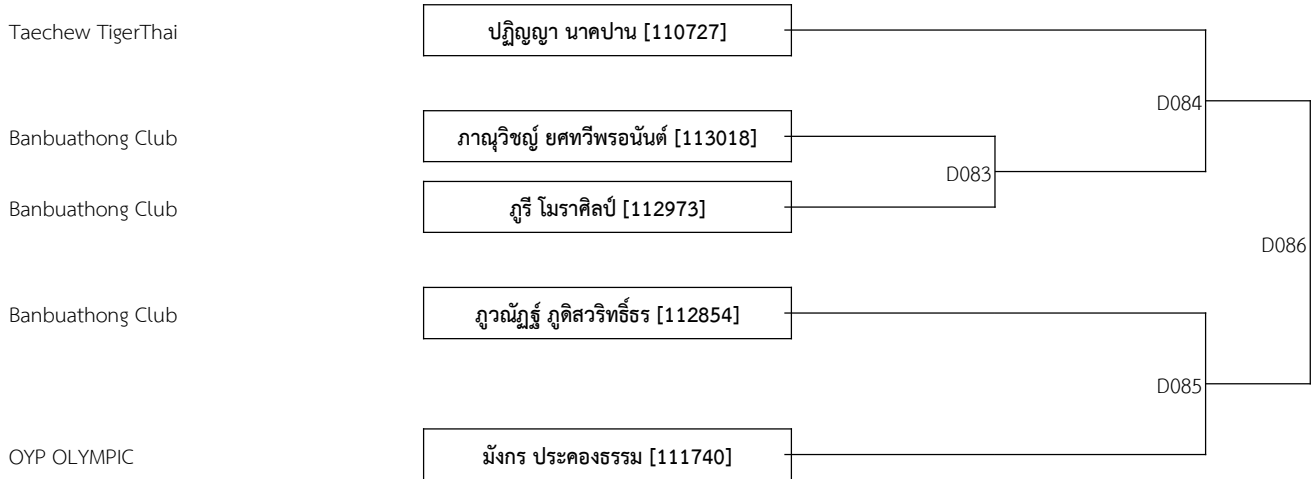 Taechew TigerThai ปฏิญญา นาคปาน [110727]
D084
Banbuathong Club ภาณุวิชญ์ ยศทวีพรอนันต์ [113018]
D083
Banbuathong Club ภูรี โมราศิลป์ [112973]
D086
Banbuathong Club ภูวณัฏฐ์ ภูดิสวริทธิ์ธร [112854]
D085
OYP OLYMPIC มังกร ประคองธรรม [111740]